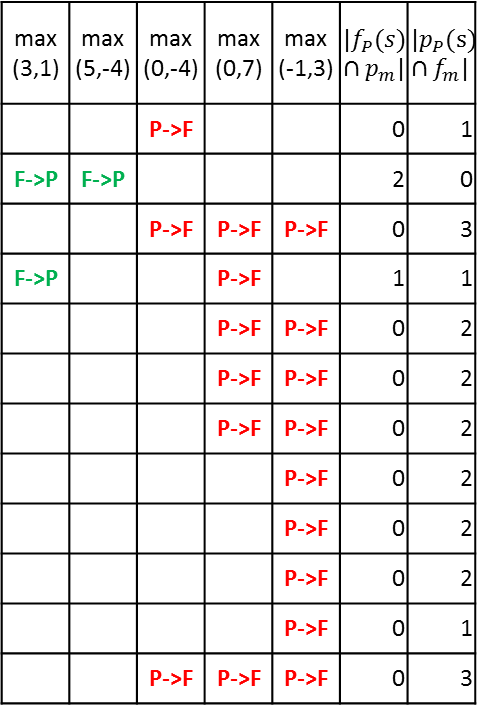 max (3,1) max (5,-4) max (0,-4) max (0,7) max (-1,3) |f_P(s) ∩ p_m| |p_P(s) ∩ f_m|
P->F 0 1
F->P F->P 2 0
P->F P->F P->F 0 3
F->P P->F 1 1
P->F P->F 0 2
P->F P->F 0 2
P->F P->F 0 2
P->F 0 2
P->F 0 2
P->F 0 2
P->F 0 1
P->F P->F P->F 0 3